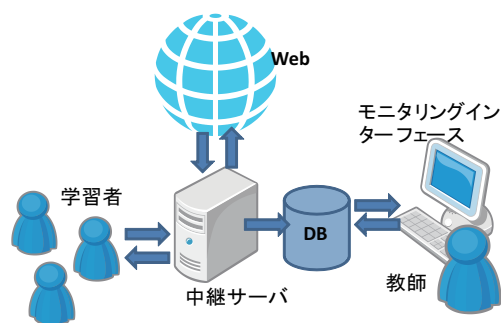 Web
モニタリングイン
ターフェース
学習者
DB
中継サーバ
教師